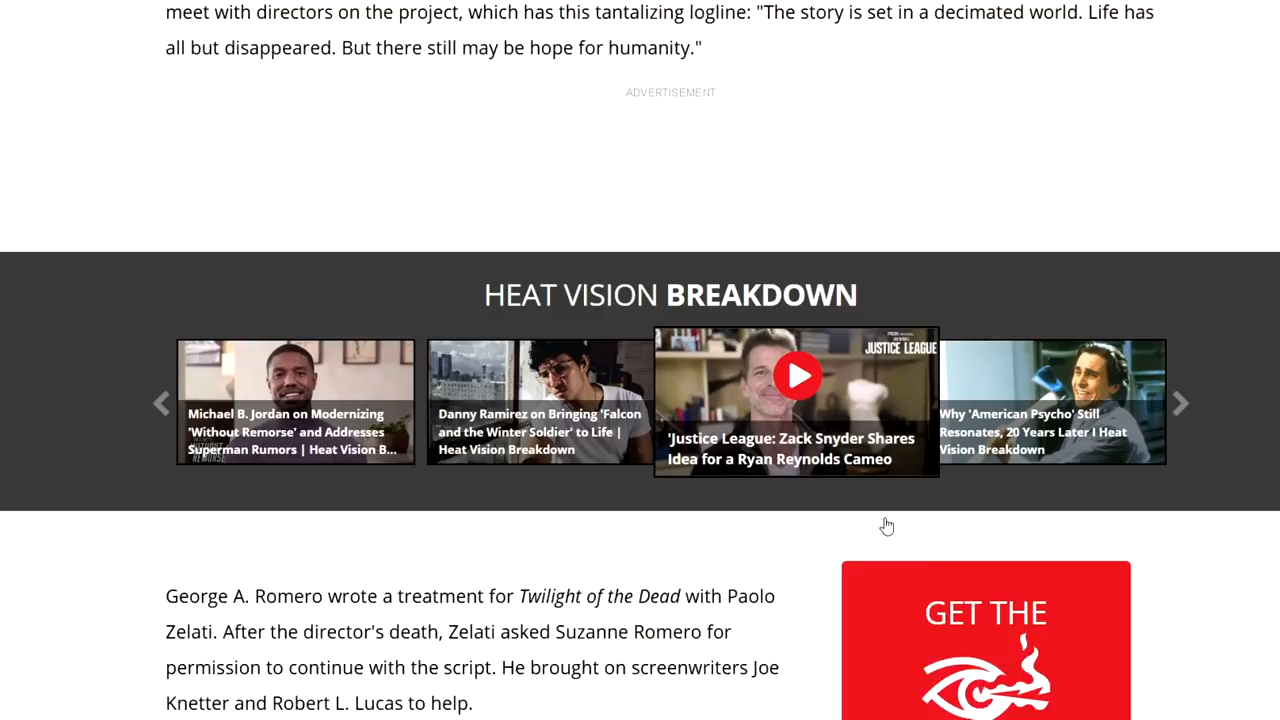 meet with directors on the project, which has this tantalizing logline: "The story is set in a decimated world. Life has
all but disappeared. But there still may be hope for humanity."
ADVERTISEMENT
HEAT VISION BREAKDOWN
Michael B. Jordan on Modernizing
'Without Remorse' and Addresses
Superman Rumors | Heat Vision B...
WITHOUT
REMORSE
Danny Ramirez on Bringing 'Falcon
and the Winter Soldier' to Life |
Heat Vision Breakdown
JUSTICE LEAGUE
'Justice League: Zack Snyder Shares
Idea for a Ryan Reynolds Cameo
Why 'American Psycho' Still
Resonates, 20 Years Later I Heat
Vision Breakdown
George A. Romero wrote a treatment for Twilight of the Dead with Paolo
Zelati. After the director's death, Zelati asked Suzanne Romero for
permission to continue with the script. He brought on screenwriters Joe
Knetter and Robert L. Lucas to help.
GET THE